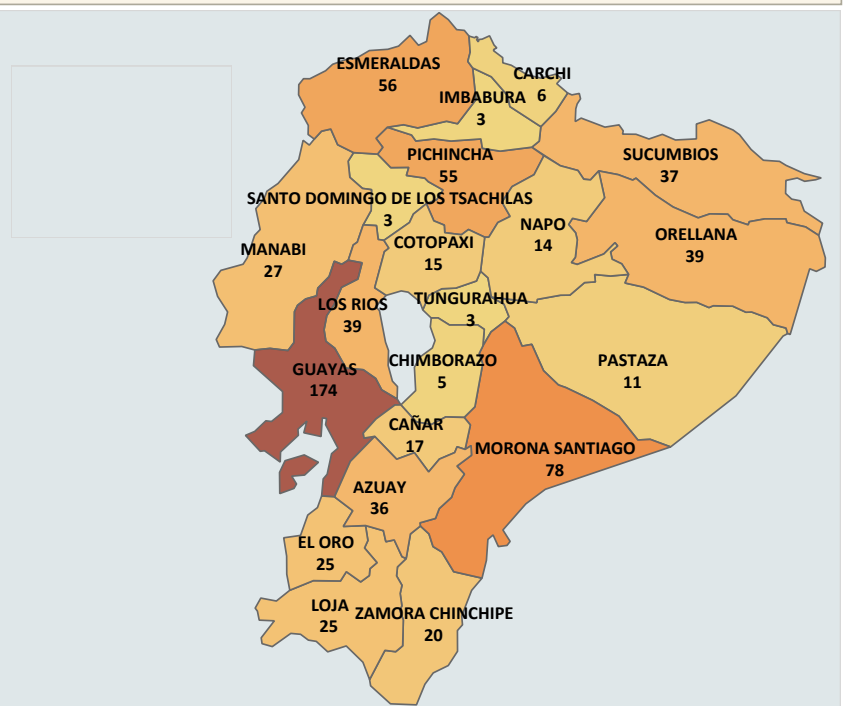 ESMERALDAS
56
CARCHI
6
IMBABURA
3
PICHINCHA
55
SUCUMBIOS
37
SANTO DOMINGO DE LOS TSACHILAS
3
NAPO
14
ORELLANA
39
MANABI
27
COTOPAXI
15
LOS RIOS
39
TUNGURAHUA
3
GUAYAS
174
CHIMBORAZO
5
PASTAZA
11
CAÑAR
17
MORONA SANTIAGO
78
AZUAY
36
EL ORO
25
LOJA
25
ZAMORA CHINCHIPE
20